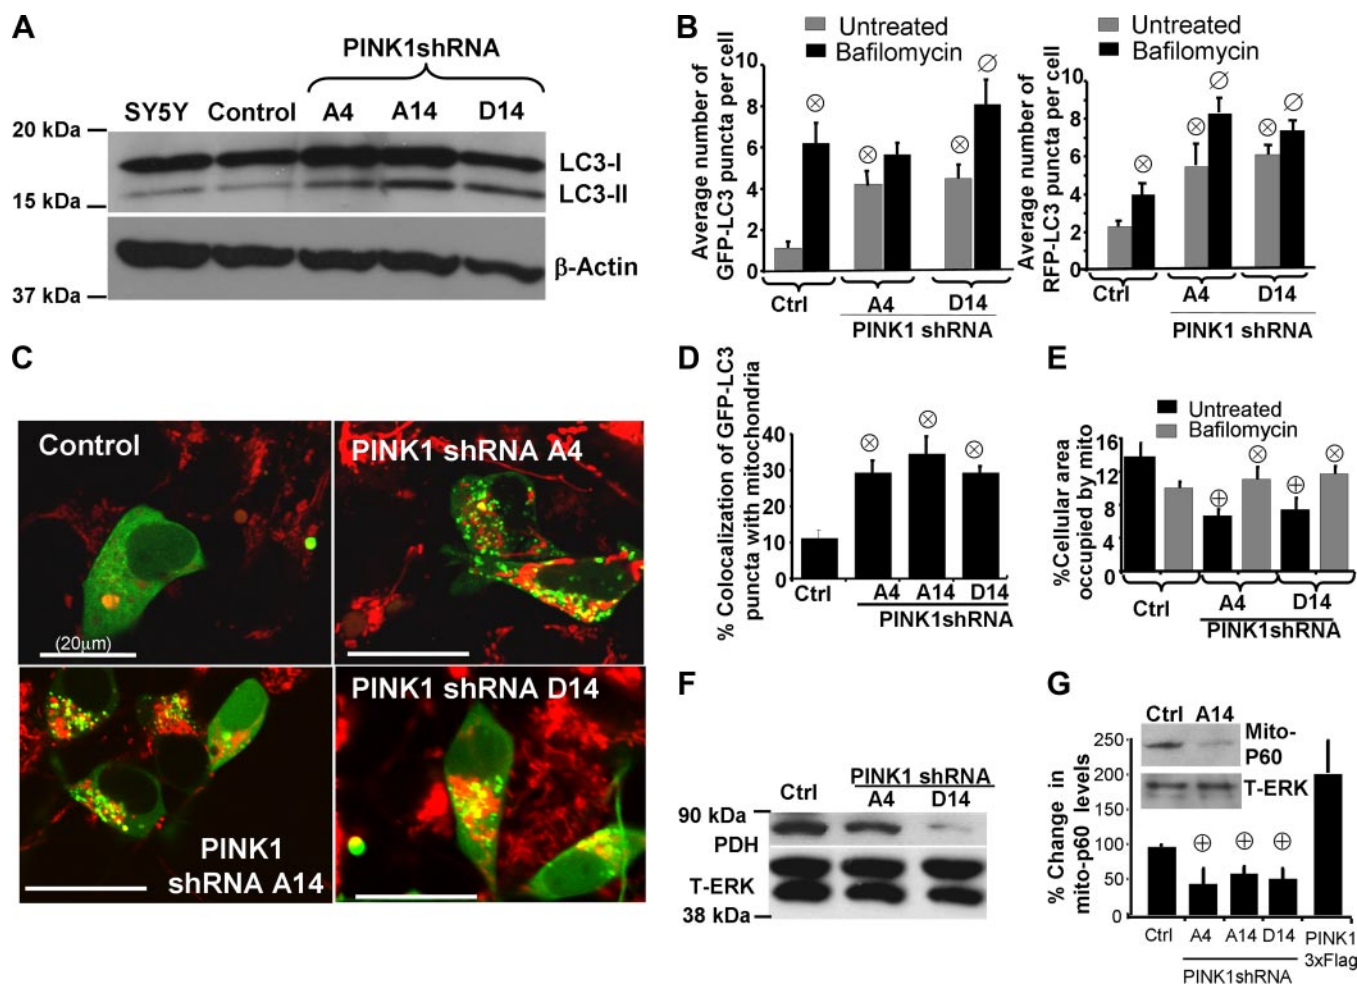 A
PINK1shRNA
SY5Y Control A4 A14 D14
20 kDa
LC3-I
LC3-II
15 kDa
β-Actin
37 kDa
B
Untreated
Bafilomycin
Average number of
GFP-LC3 puncta per cell
10
8
6
4
2
0
Ctrl
A4
D14
PINK1 shRNA
Untreated
Bafilomycin
Average number of
RFP-LC3 puncta per cell
10
8
6
4
2
0
Ctrl
A4
D14
PINK1 shRNA
C
Control
(20μm)
PINK1 shRNA A4
PINK1
shRNA A14
PINK1 shRNA D14
D
% Colocalization of GFP-LC3
puncta with mitochondria
40
30
20
10
0
Ctrl
A4 A14 D14
PINK1shRNA
E
Untreated
Bafilomycin
%Cellular area
occupied by mito
16
12
8
4
0
Ctrl
A4
D14
PINK1shRNA
F
Ctrl
PINK1 shRNA
A4 D14
90 kDa
PDH
T-ERK
38 kDa
G
Ctrl A14
Mito-
P60
T-ERK
% Change in
mito-p60 levels
250
200
150
100
50
0
Ctrl A4 A14 D14 PINK1
3xFlag
PINK1shRNA